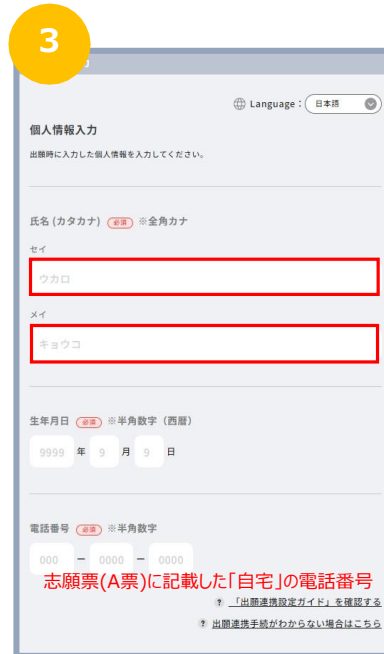 3
Language : 日本語
個人情報入力
出願時に入力した個人情報を入力してください。
氏名 (カタカナ) 必須 ※全角カナ
セイ
ウカロ
メイ
キョウコ
生年月日 必須 ※半角数字（西暦）
9999 年 9 月 9 日
電話番号 必須 ※半角数字
000 － 0000 － 0000
志願票(A票)に記載した「自宅」の電話番号
? 「出願連携設定ガイド」を確認する
? 出願連携手続がわからない場合はこちら